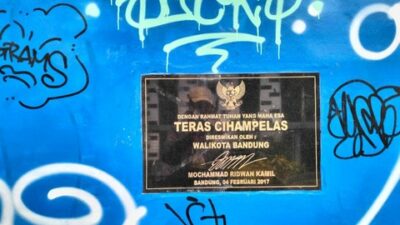 DENGAN RAHMAT TUHAN YANG MAHA ESA
TERAS CIHAMPELAS
DIRESMIKAN OLEH :
WALIKOTA BANDUNG
MOCHAMMAD RIDWAN KAMIL
BANDUNG, 04 FEBRUARI 2017